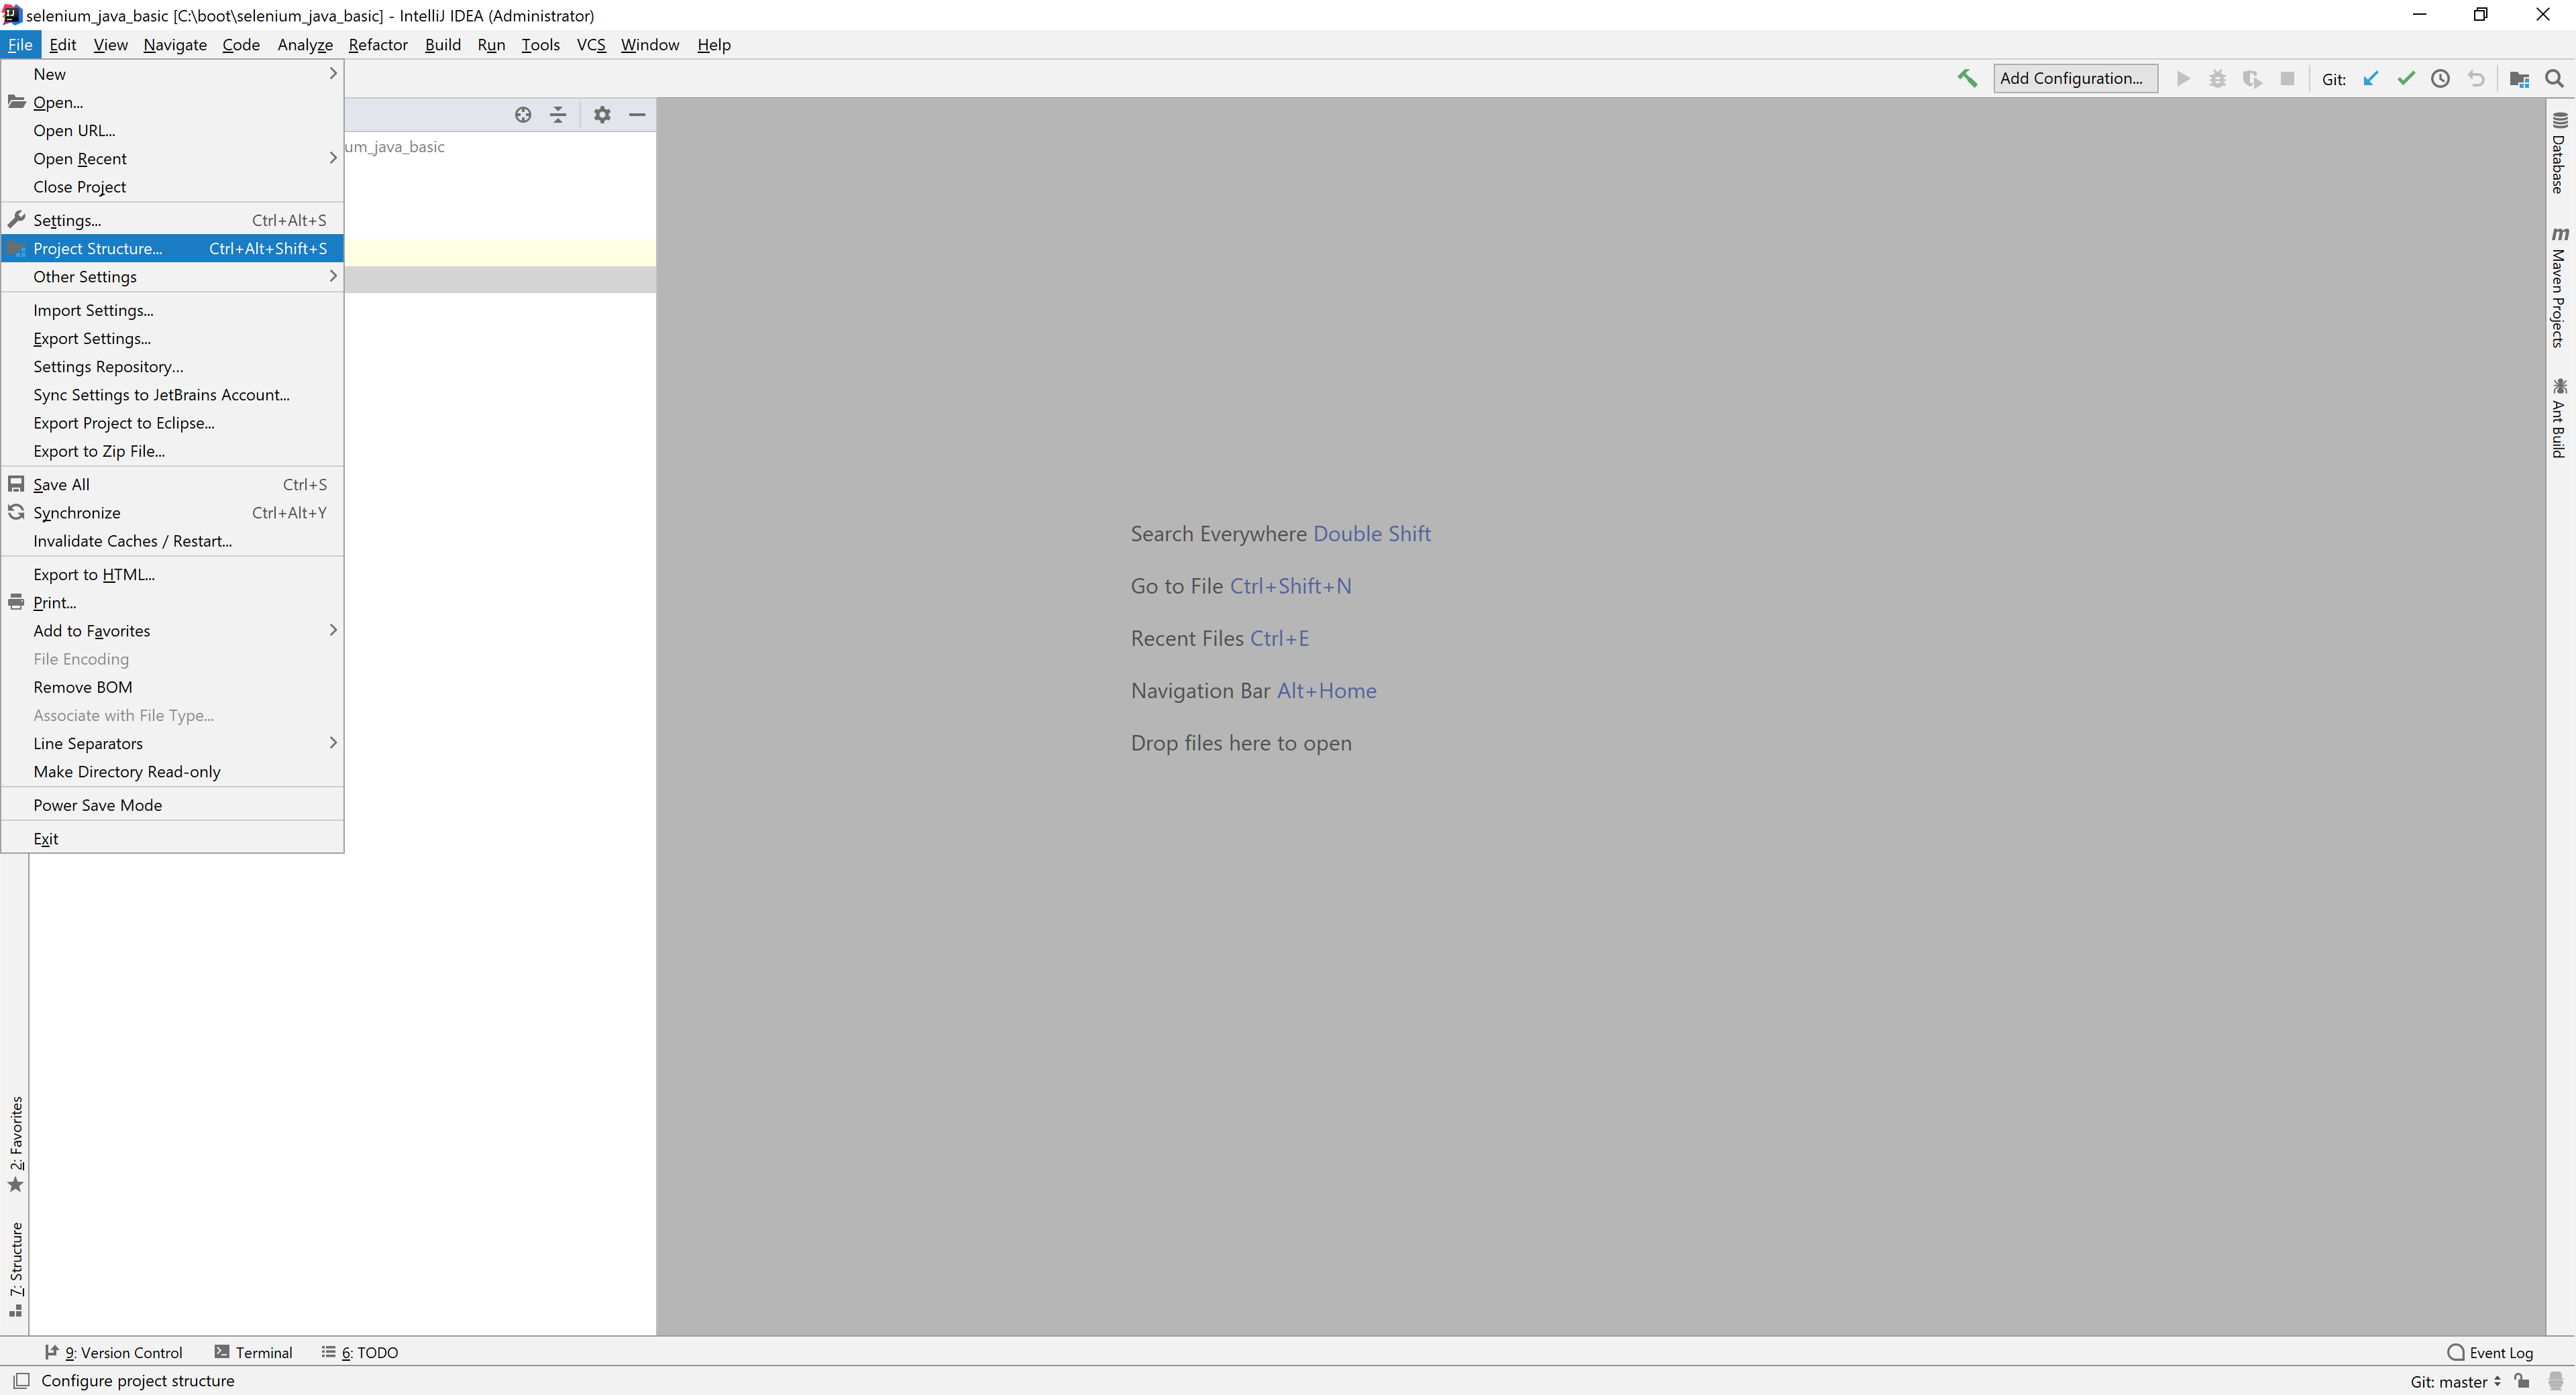 selenium_java_basic [C:\boot\selenium_java_basic] - IntelliJ IDEA (Administrator)
File Edit View Navigate Code Analyze Refactor Build Run Tools VCS Window Help
Add Configuration... Git:
New
Open...
Open URL...
Open Recent
Close Project
Settings... Ctrl+Alt+S
Project Structure... Ctrl+Alt+Shift+S
Other Settings
Import Settings...
Export Settings...
Settings Repository...
Sync Settings to JetBrains Account...
Export Project to Eclipse...
Export to Zip File...
Save All Ctrl+S
Synchronize Ctrl+Alt+Y
Invalidate Caches / Restart...
Export to HTML...
Print...
Add to Favorites
File Encoding
Remove BOM
Associate with File Type...
Line Separators
Make Directory Read-only
Power Save Mode
Exit
um_java_basic
Search Everywhere Double Shift
Go to File Ctrl+Shift+N
Recent Files Ctrl+E
Navigation Bar Alt+Home
Drop files here to open
Database
m Maven Projects
Ant Build
2: Favorites
7: Structure
9: Version Control Terminal 6: TODO Event Log
Configure project structure Git: master